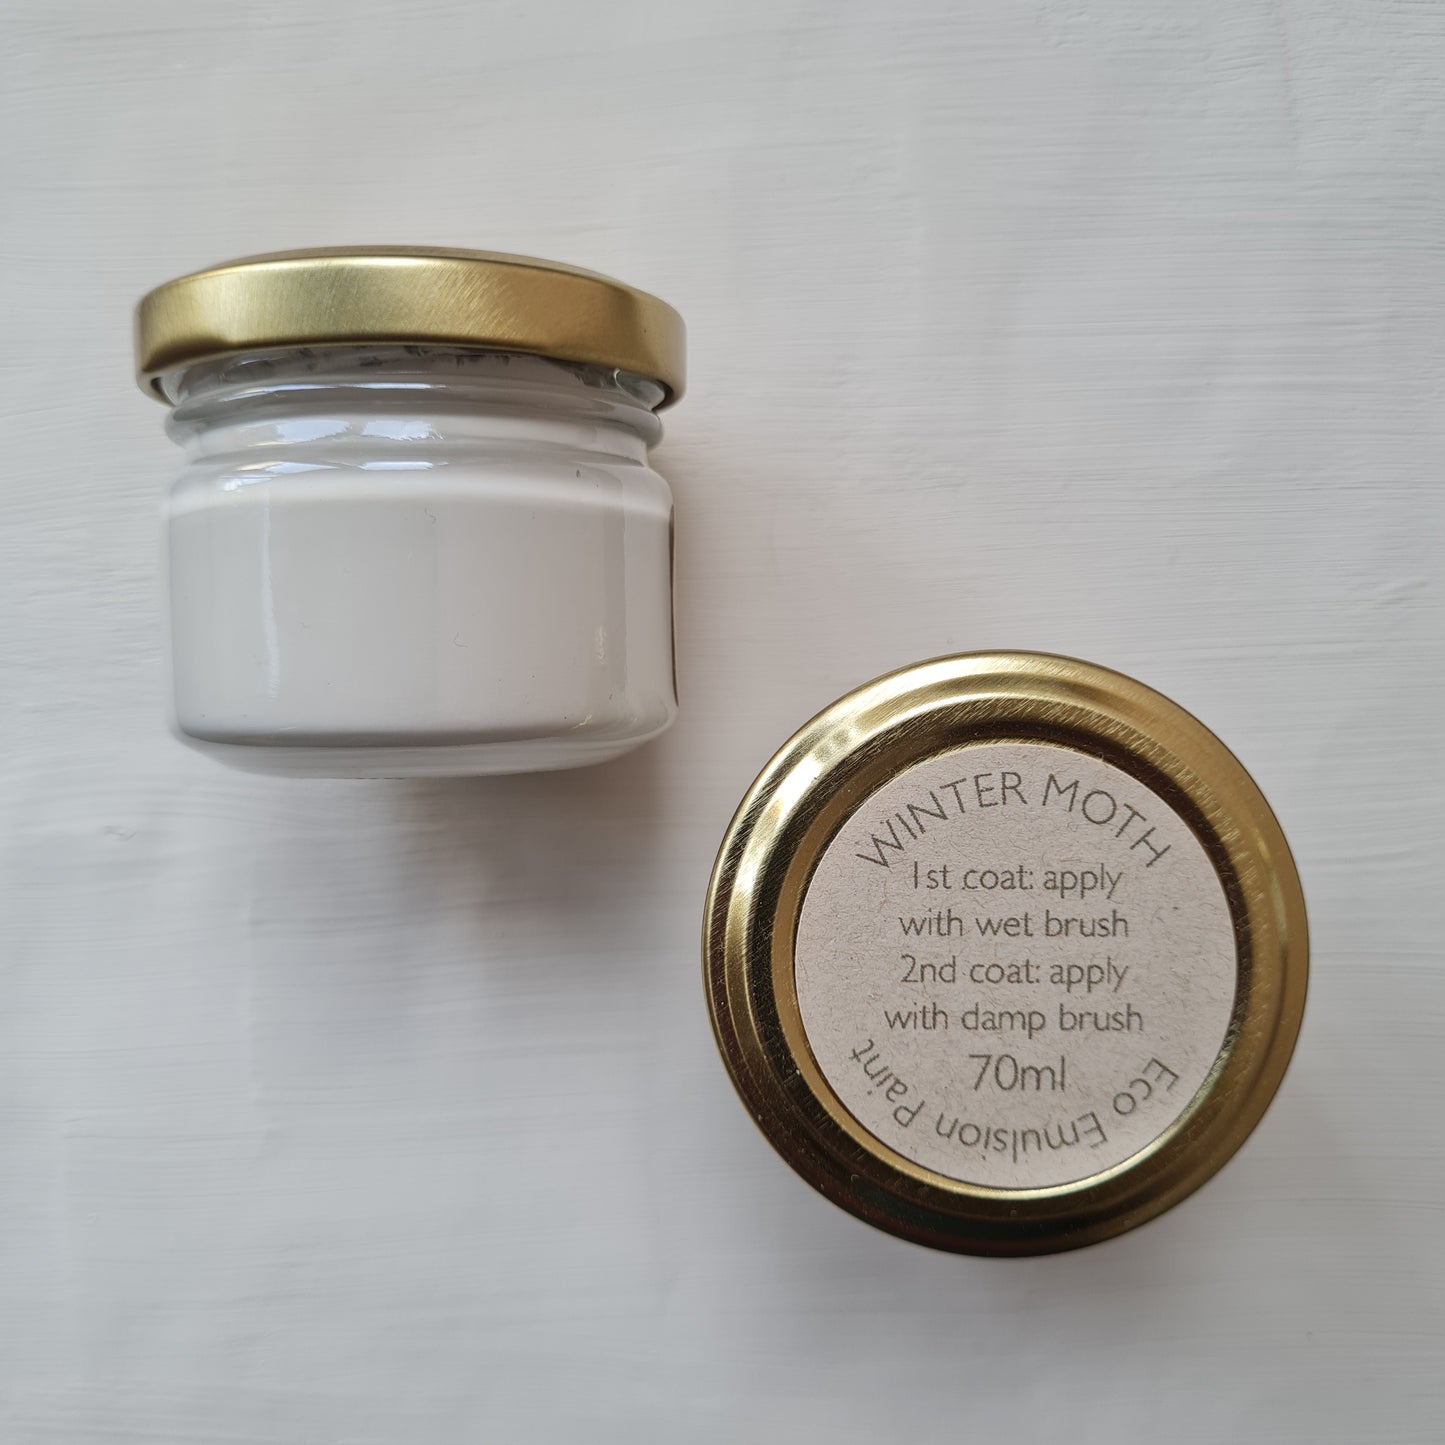 WINTER MOTH
1st coat: apply
with wet brush
2nd coat: apply
with damp brush
70ml
Eco Emulsion Paint